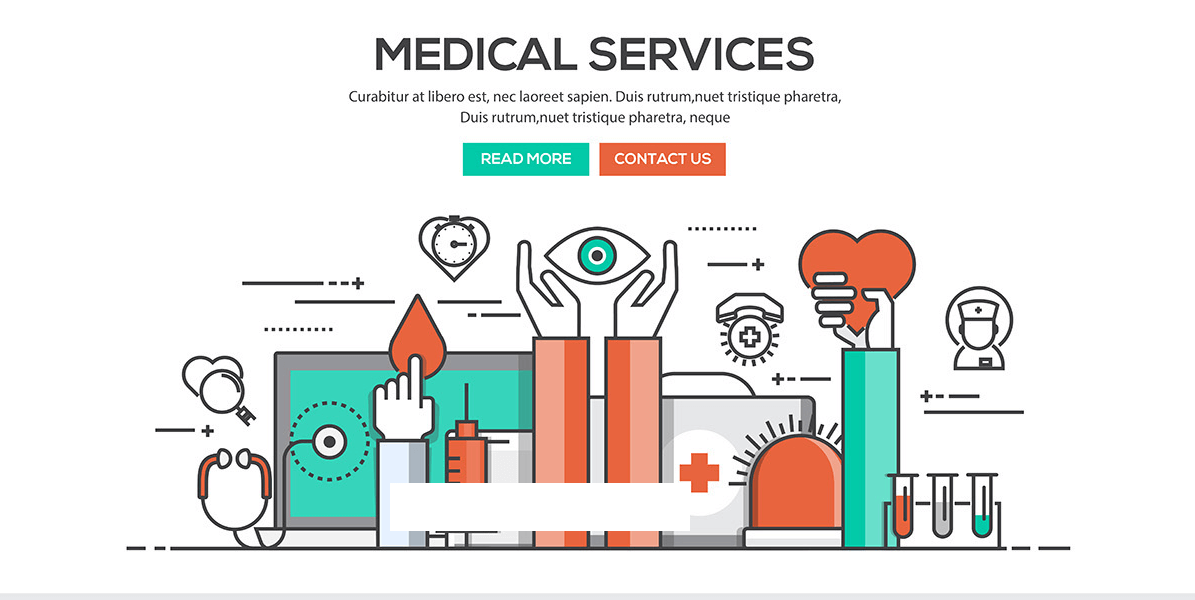 MEDICAL SERVICES
Curabitur at libero est, nec laoreet sapien. Duis rutrum,nuet tristique pharetra,
Duis rutrum,nuet tristique pharetra, neque
READ MORE CONTACT US